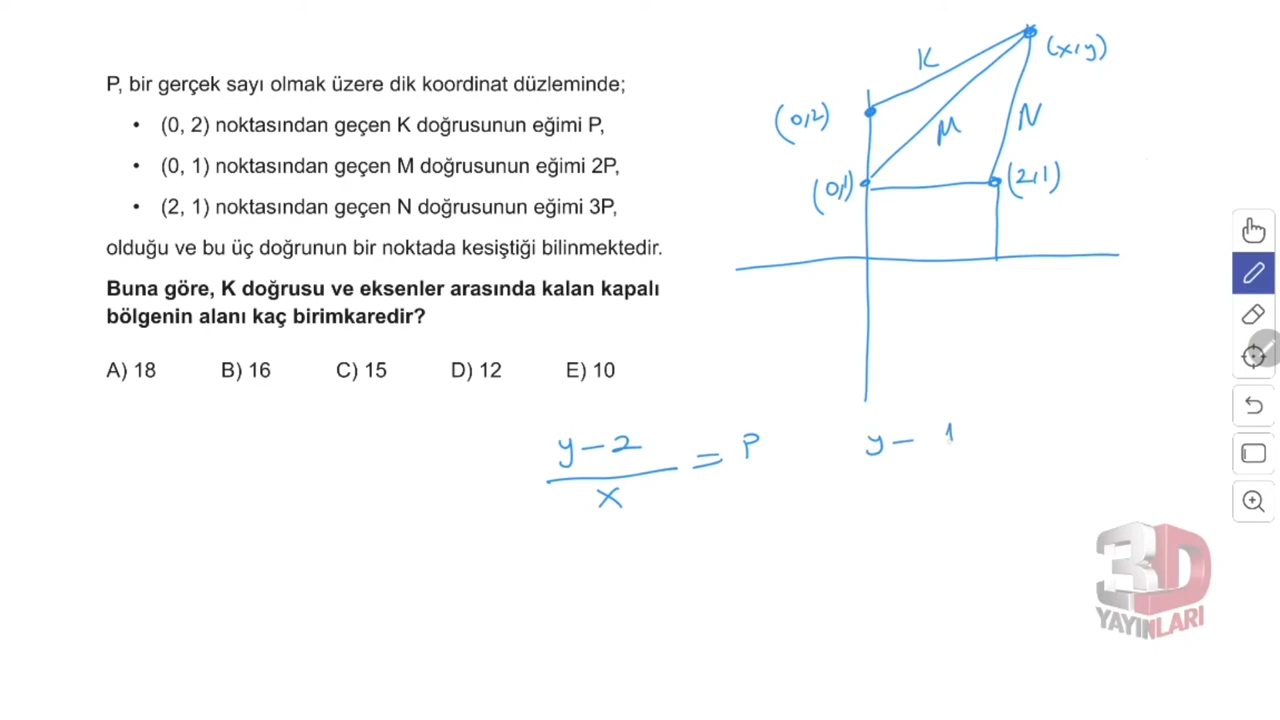 P, bir gerçek sayı olmak üzere dik koordinat düzleminde;
• (0, 2) noktasından geçen K doğrusunun eğimi P,
• (0, 1) noktasından geçen M doğrusunun eğimi 2P,
• (2, 1) noktasından geçen N doğrusunun eğimi 3P,
olduğu ve bu üç doğrunun bir noktada kesiştiği bilinmektedir.
Buna göre, K doğrusu ve eksenler arasında kalan kapalı
bölgenin alanı kaç birimkaredir?
A) 18 B) 16 C) 15 D) 12 E) 10
K
(x,y)
(0,2)
M
N
(0,1)
(2,1)
y-2
x
= P
y- 1
3D
YAYINLARI